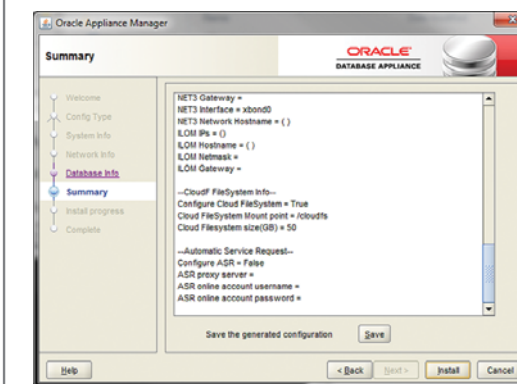 Oracle Appliance Manager
Summary
ORACLE
DATABASE APPLIANCE
Welcome
Config Type
System Info
Network Info
Database Info
Summary
Install progress
Complete
NET3 Gateway =
NET3 Interface = xbond0
NET3 Network Hostname = ( )
ILOM IPs = ()
ILOM Hostname = ( )
ILOM Netmask =
ILOM Gateway =
--CloudF FileSystem Info--
Configure Cloud FileSystem = True
Cloud FileSystem Mount point = /cloudfs
Cloud Filesystem size(GB) = 50
--Automatic Service Request--
Configure ASR = False
ASR proxy server =
ASR online account username =
ASR online account password =
Save the generated configuration
Save
Help
< Back
Next >
Install
Cancel